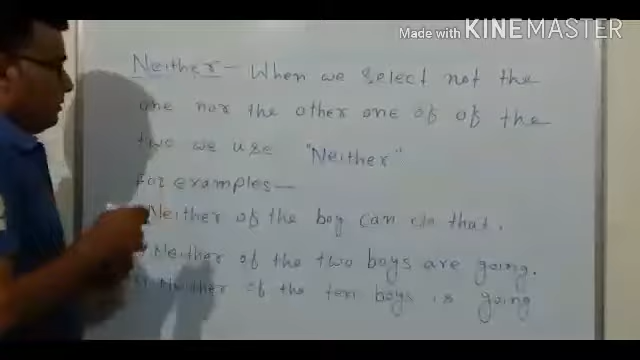 Made with KINEMASTER
Neither - When we select not the
one nor the other one of of the
two we use "Neither"
For examples -
Neither of the boy can do that.
Neither of the two boys are going.
Neither of the ten boys is going